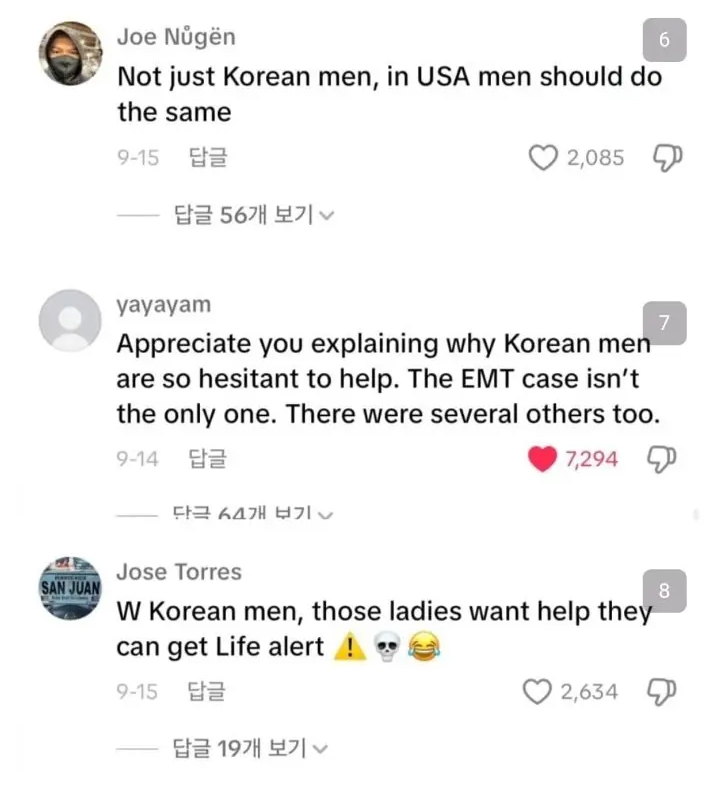 Joe Nůgën
6
Not just Korean men, in USA men should do
the same
9-15 답글 2,085
답글 56개 보기
yayayam
7
Appreciate you explaining why Korean men
are so hesitant to help. The EMT case isn't
the only one. There were several others too.
9-14 답글 7,294
답글 64개 보기
SAN JUAN
Jose Torres
8
W Korean men, those ladies want help they
can get Life alert ⚠️💀😂
9-15 답글 2,634
답글 19개 보기